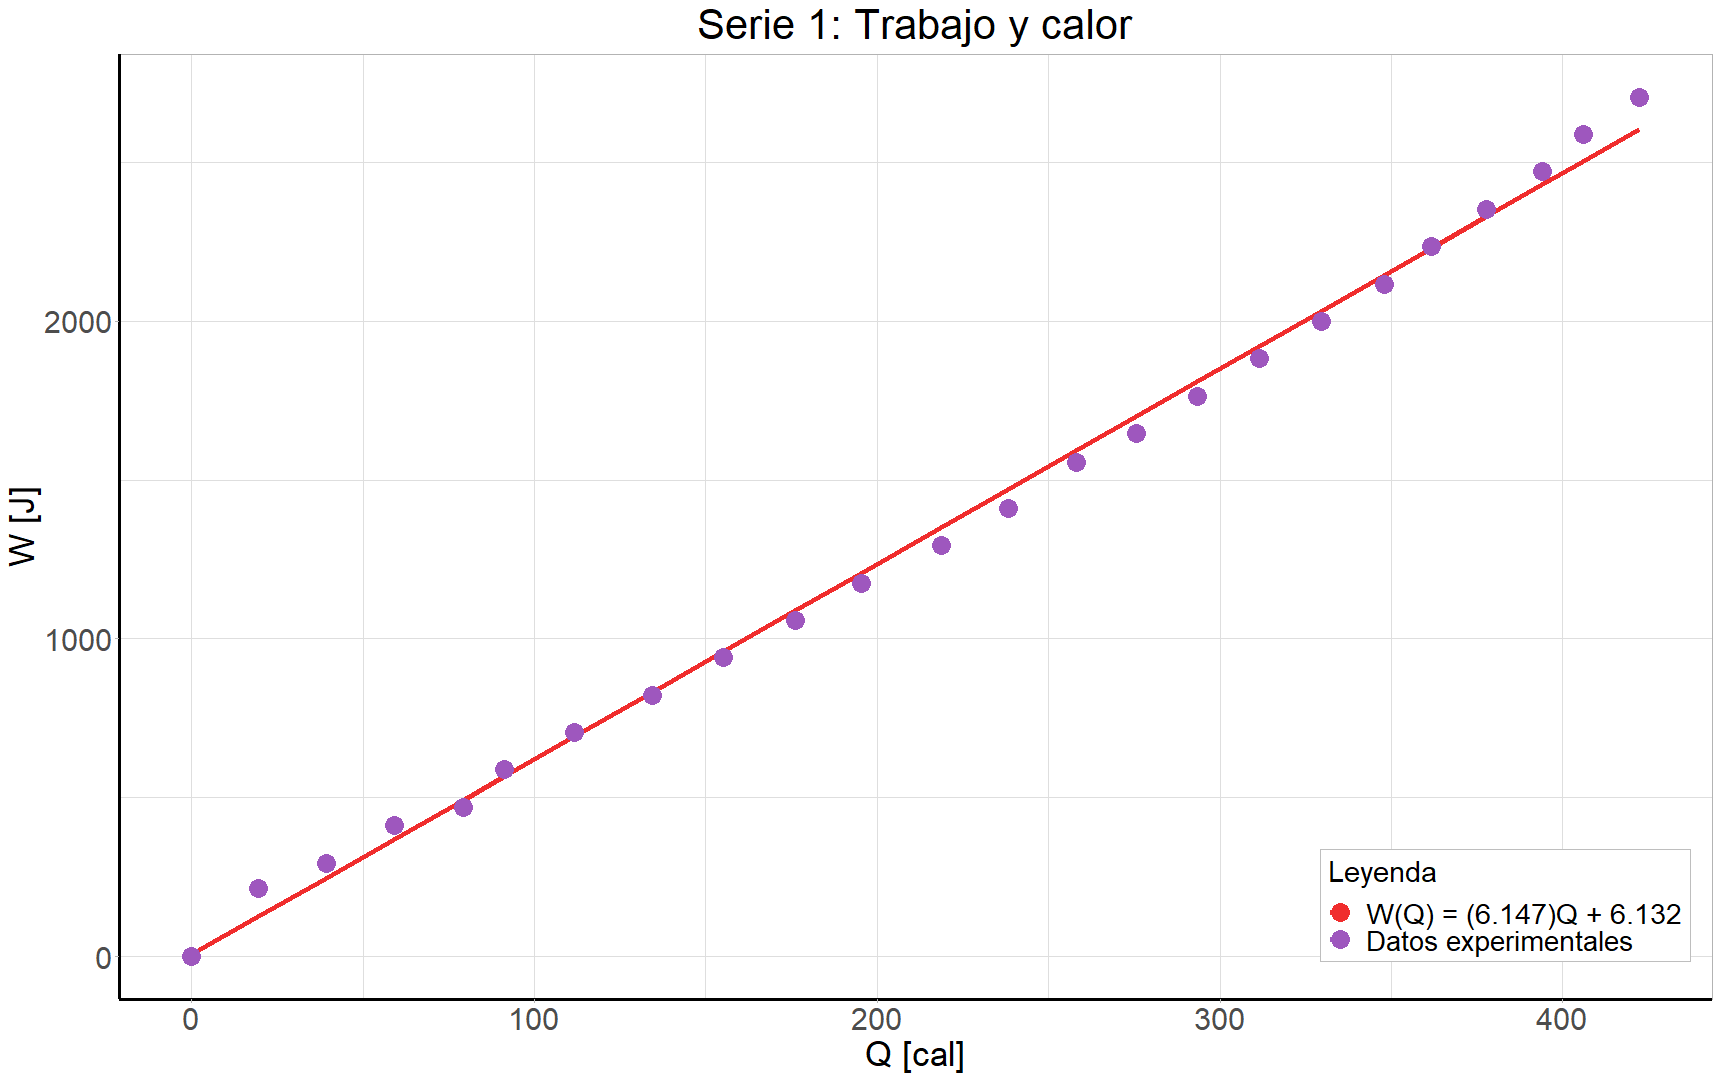 Serie 1: Trabajo y calor
W [J]
2000
1000
0
0 100 200 300 400
Q [cal]
Leyenda
W(Q) = (6.147)Q + 6.132
Datos experimentales